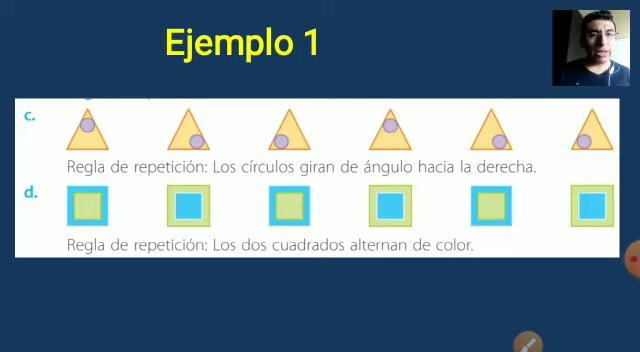 Ejemplo 1
c.
Regla de repetición: Los círculos giran de ángulo hacia la derecha.
d.
Regla de repetición: Los dos cuadrados alternan de color.